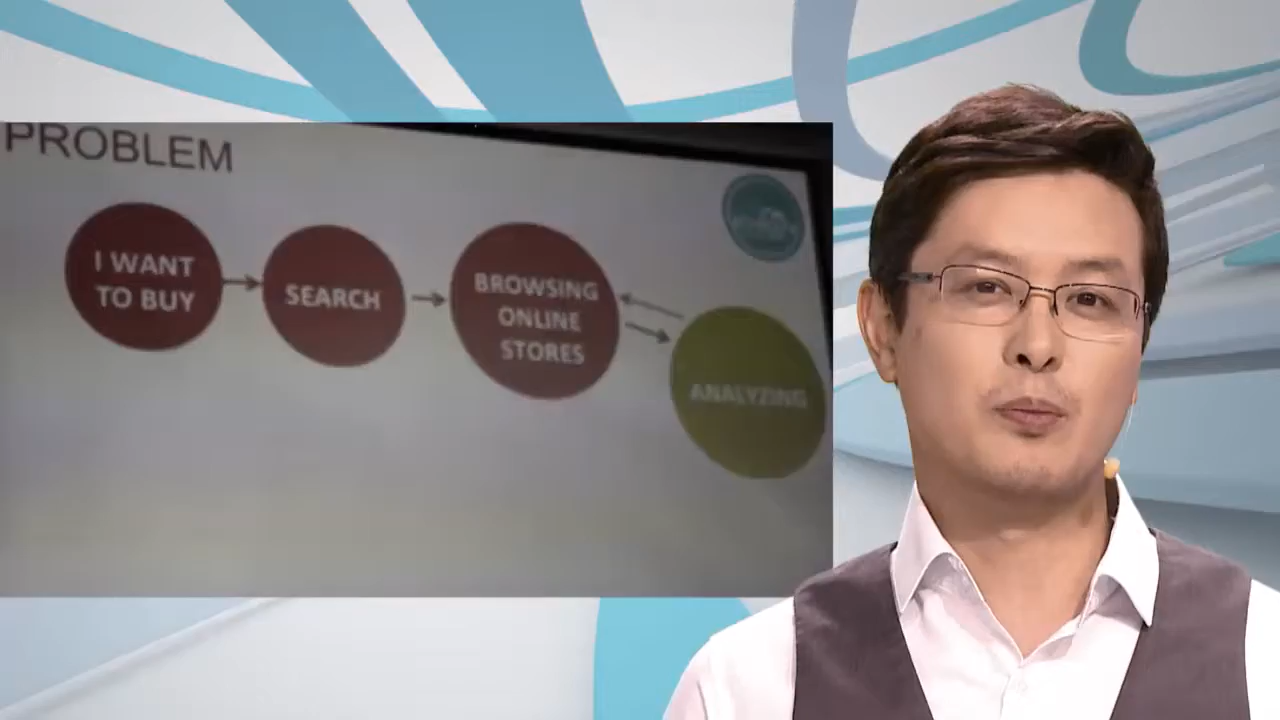 PROBLEM
I WANT
TO BUY
SEARCH
BROWSING
ONLINE
STORES
ANALYZING